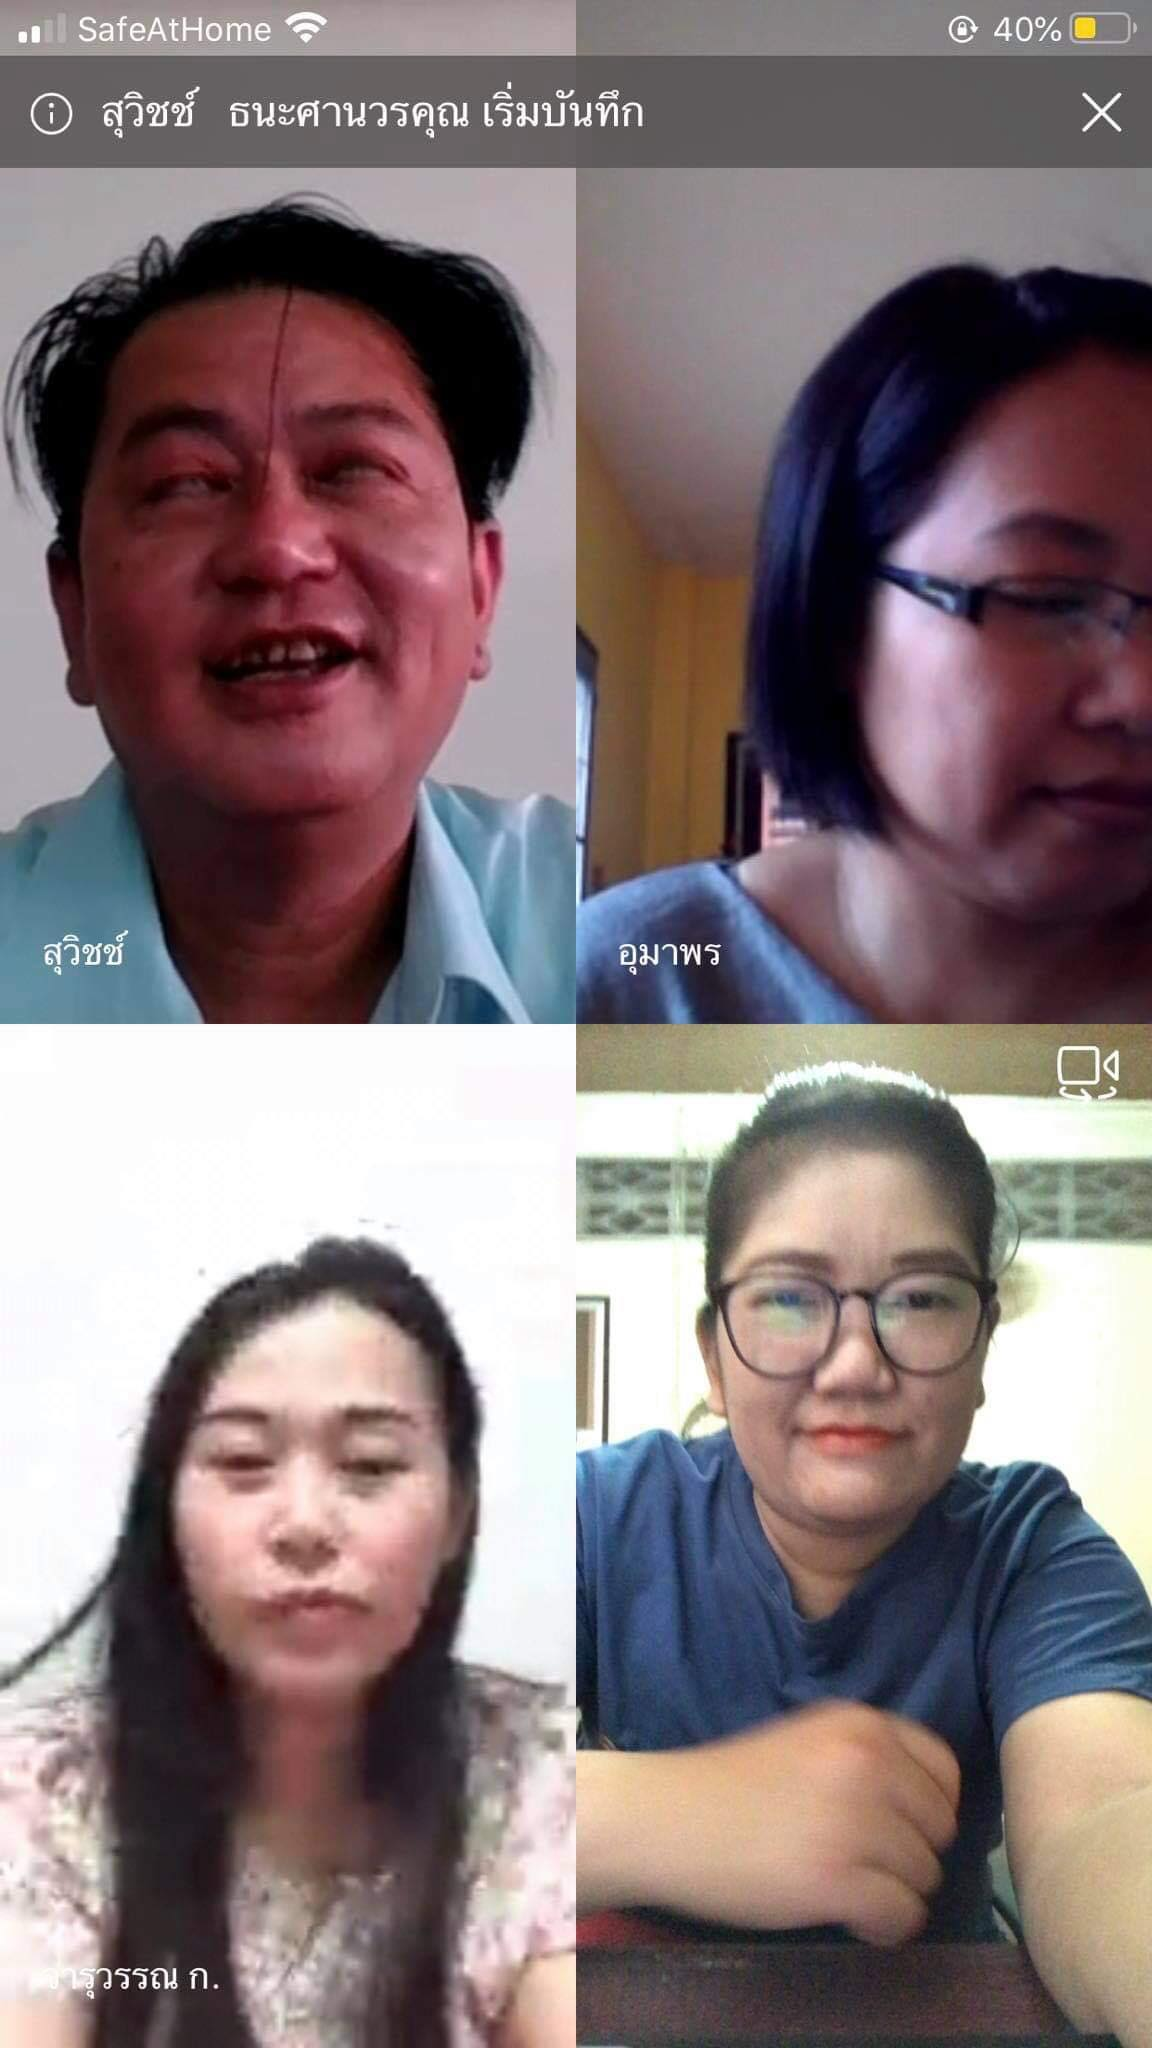 SafeAtHome 40%
สุวิชช์ ธนะศานวรคุณ เริ่มบันทึก
สุวิชช์
อุมาพร
จารุวรรณ ก.